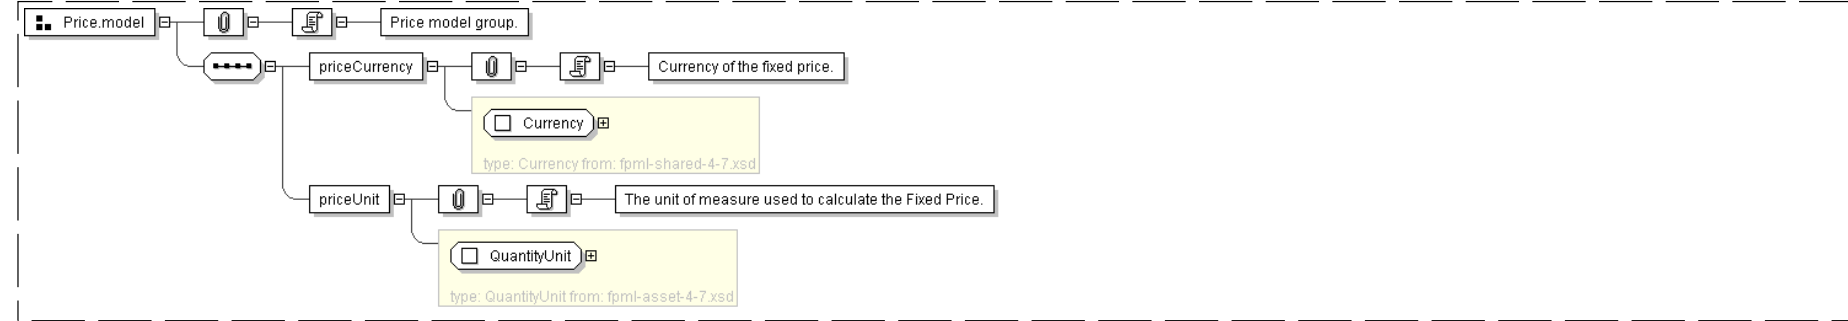 Price.model
Price model group.
priceCurrency
Currency of the fixed price.
Currency
type: Currency from: fpml-shared-4-7.xsd
priceUnit
The unit of measure used to calculate the Fixed Price.
QuantityUnit
type: QuantityUnit from: fpml-asset-4-7.xsd